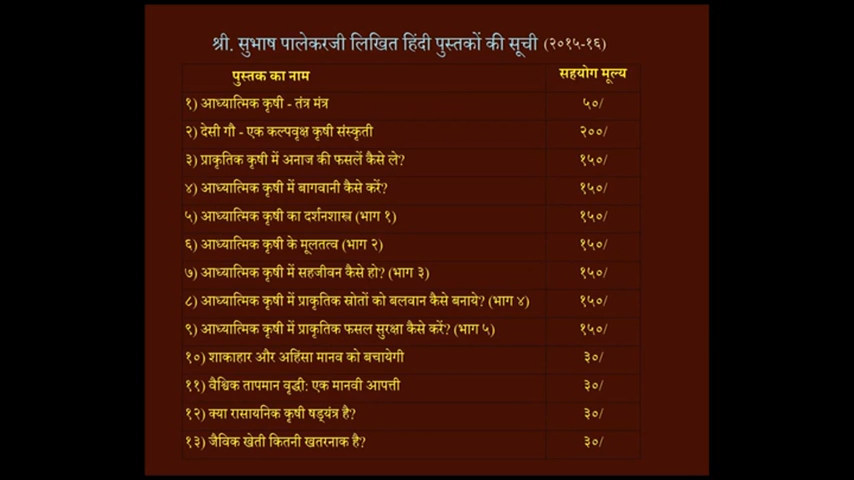 श्री. सुभाष पालेकरजी लिखित हिंदी पुस्तकों की सूची (२०१५-१६)
पुस्तक का नाम सहयोग मूल्य
१) आध्यात्मिक कृषी - तंत्र मंत्र ५०/
२) देसी गौ - एक कल्पवृक्ष कृषी संस्कृती २००/
३) प्राकृतिक कृषी में अनाज की फसलें कैसे ले? १५०/
४) आध्यात्मिक कृषी में बागवानी कैसे करें? १५०/
५) आध्यात्मिक कृषी का दर्शनशास्त्र (भाग १) १५०/
६) आध्यात्मिक कृषी के मूलतत्व (भाग २) १५०/
७) आध्यात्मिक कृषी में सहजीवन कैसे हो? (भाग ३) १५०/
८) आध्यात्मिक कृषी में प्राकृतिक स्रोतों को बलवान कैसे बनाये? (भाग ४) १५०/
९) आध्यात्मिक कृषी में प्राकृतिक फसल सुरक्षा कैसे करें? (भाग ५) १५०/
१०) शाकाहार और अहिंसा मानव को बचायेगी ३०/
११) वैश्विक तापमान वृद्धी: एक मानवी आपत्ती ३०/
१२) क्या रासायनिक कृषी षड्यंत्र है? ३०/
१३) जैविक खेती कितनी खतरनाक है? ३०/